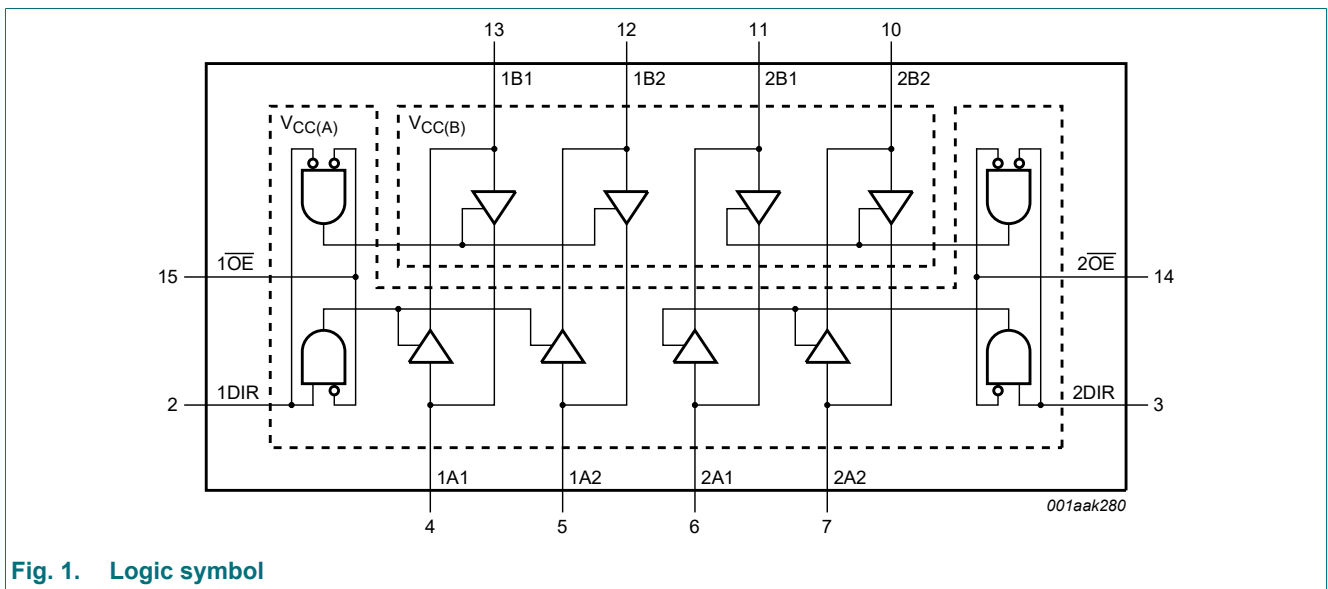 13 12 11 10
1B1 1B2 2B1 2B2
VCC(A) VCC(B)
15 1OE 2OE 14
2 1DIR 2DIR 3
1A1 1A2 2A1 2A2
001aak280
4 5 6 7
Fig. 1. Logic symbol